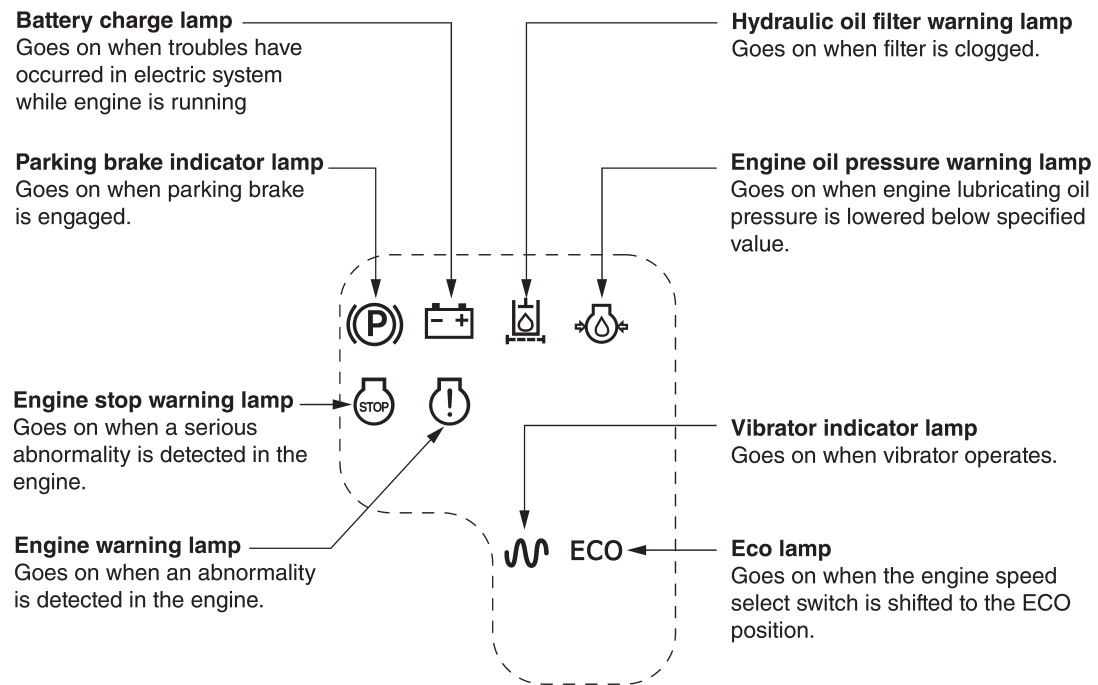 Battery charge lamp
Goes on when troubles have
occurred in electric system
while engine is running
Hydraulic oil filter warning lamp
Goes on when filter is clogged.
Parking brake indicator lamp
Goes on when parking brake
is engaged.
Engine oil pressure warning lamp
Goes on when engine lubricating oil
pressure is lowered below specified
value.
P
STOP
!
Engine stop warning lamp
Goes on when a serious
abnormality is detected in the
engine.
Vibrator indicator lamp
Goes on when vibrator operates.
Engine warning lamp
Goes on when an abnormality
is detected in the engine.
ECO
Eco lamp
Goes on when the engine speed
select switch is shifted to the ECO
position.